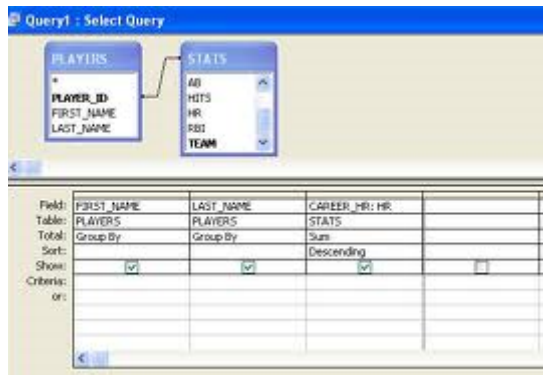 Query1 : Select Query
PLAYERS
*
PLAYER_ID
FIRST_NAME
LAST_NAME
STATS
AB
HITS
HR
RBI
TEAM
Field: FIRST_NAME LAST_NAME CAREER_HR: HR
Table: PLAYERS PLAYERS STATS
Total: Group By Group By Sum
Sort: Descending
Show:
Criteria:
or: